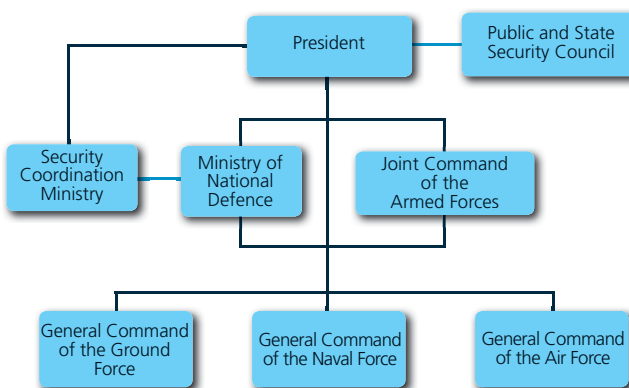 President
Public and State
Security Council
Security
Coordination
Ministry
Ministry of
National
Defence
Joint Command
of the
Armed Forces
General Command
of the Ground
Force
General Command
of the Naval Force
General Command
of the Air Force